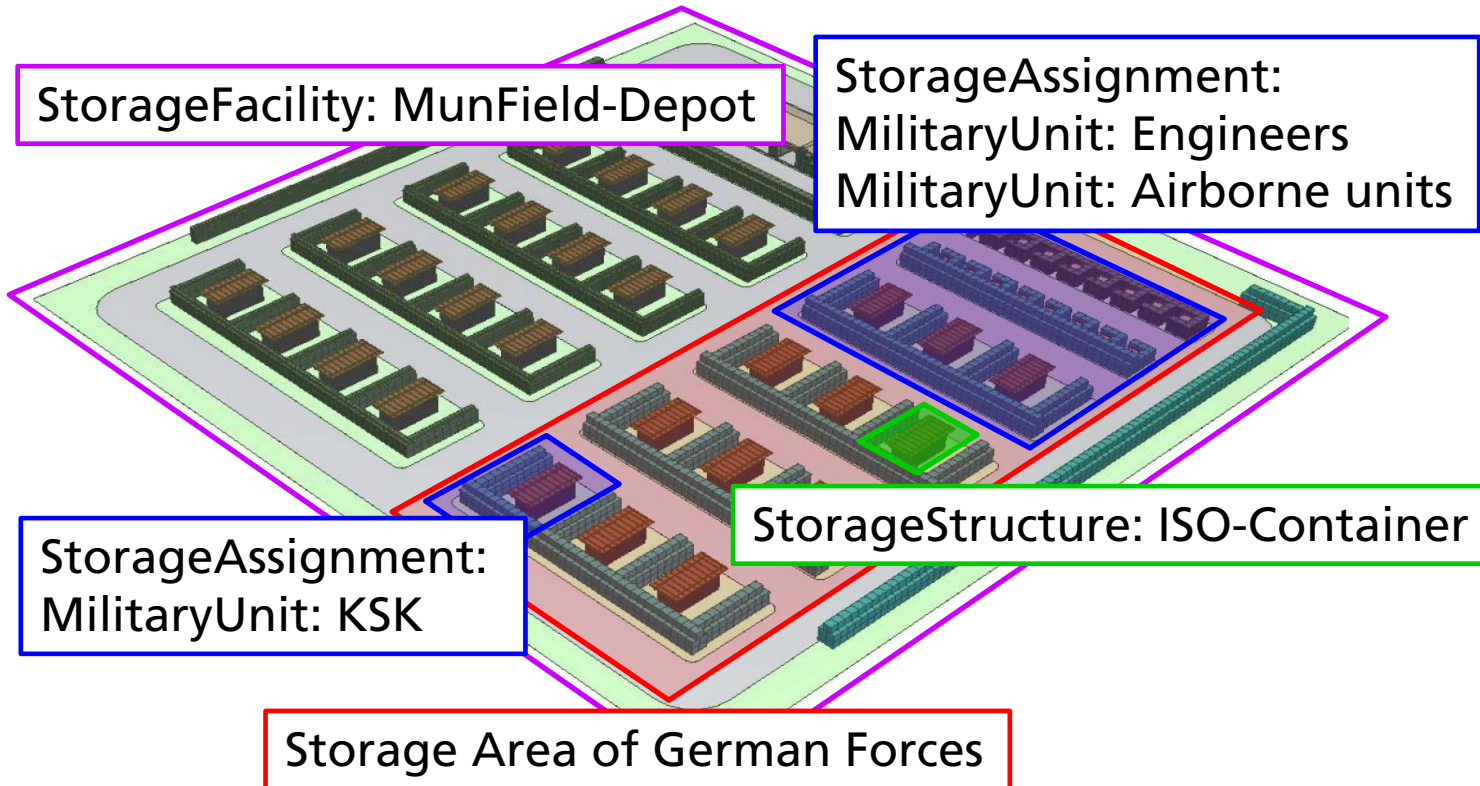 StorageFacility: MunField-Depot
StorageAssignment:
MilitaryUnit: Engineers
MilitaryUnit: Airborne units
StorageStructure: ISO-Container
StorageAssignment:
MilitaryUnit: KSK
Storage Area of German Forces